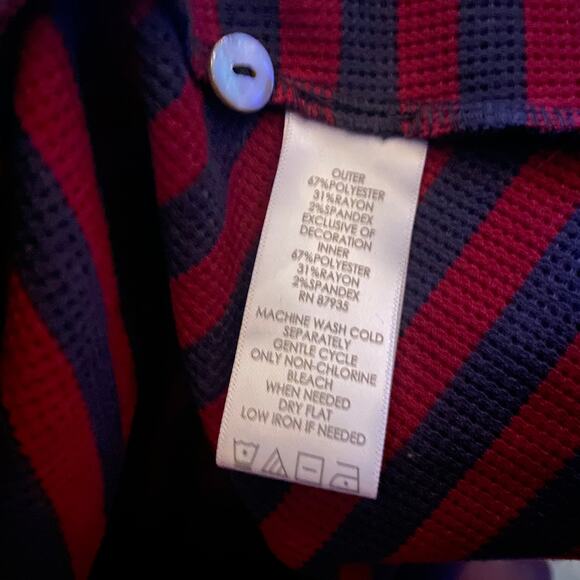 OUTER
67%POLYESTER
31%RAYON
2%SPANDEX
EXCLUSIVE OF
DECORATION
INNER
67%POLYESTER
31%RAYON
2%SPANDEX
RN 87935
MACHINE WASH COLD
SEPARATELY
GENTLE CYCLE
ONLY NON-CHLORINE
BLEACH
WHEN NEEDED
DRY FLAT
LOW IRON IF NEEDED